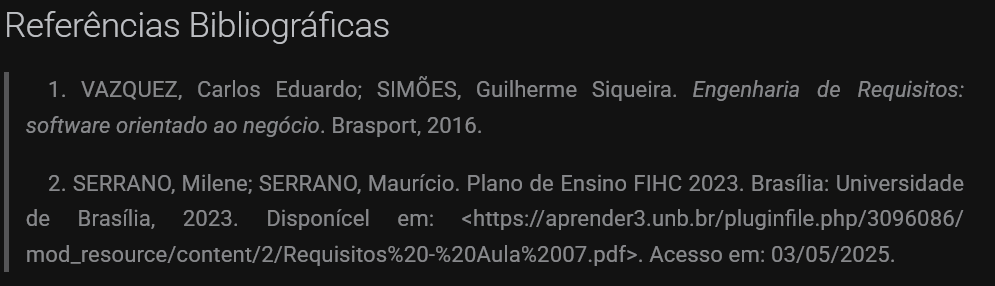 Referências Bibliográficas
1. VAZQUEZ, Carlos Eduardo; SIMÕES, Guilherme Siqueira. Engenharia de Requisitos:
software orientado ao negócio. Brasport, 2016.
2. SERRANO, Milene; SERRANO, Maurício. Plano de Ensino FIHC 2023. Brasília: Universidade
de Brasília, 2023. Disponícel em: <https://aprender3.unb.br/pluginfile.php/3096086/
mod_resource/content/2/Requisitos%20-%20Aula%2007.pdf>. Acesso em: 03/05/2025.